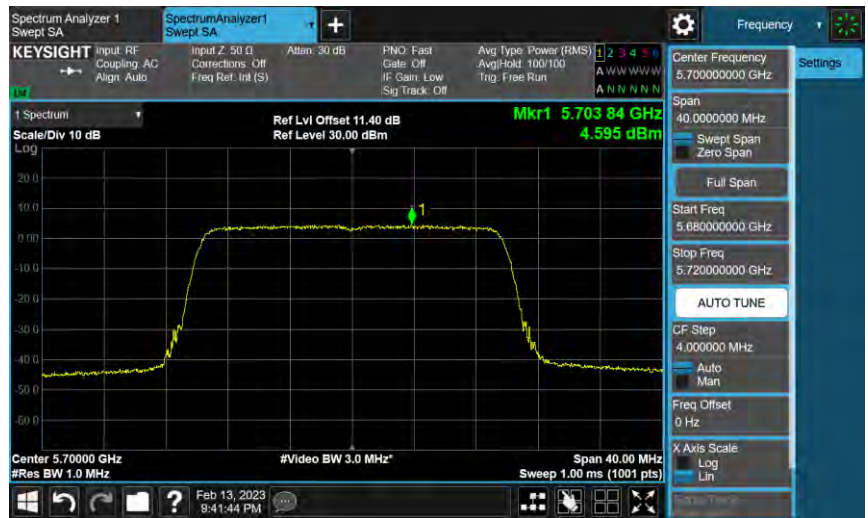 Spectrum Analyzer 1
Swept SA
SpectrumAnalyzer1
Swept SA
+
Frequency
KEYSIGHT
Input: RF
Coupling: AC
Align: Auto
Input Z: 50 Ω
Corrections: Off
Freq Ref: Int (S)
Atten: 30 dB
PNO: Fast
Gate: Off
IF Gain: Low
Sig Track: Off
Avg Type: Power (RMS)
Avg|Hold: 100/100
Trig: Free Run
1 2 3 4 5 6
A W W W W W
A N N N N N
Settings
Center Frequency
5.700000000 GHz
Span
40.0000000 MHz
Swept Span
Zero Span
Full Span
Start Freq
5.680000000 GHz
Stop Freq
5.720000000 GHz
AUTO TUNE
CF Step
4.000000 MHz
Auto
Man
Freq Offset
0 Hz
X Axis Scale
Log
Lin
1 Spectrum
Scale/Div 10 dB
Log
Ref Lvl Offset 11.40 dB
Ref Level 30.00 dBm
Mkr1 5.703 84 GHz
4.595 dBm
20.0
10.0
1
0.00
-10.0
-20.0
-30.0
-40.0
-50.0
-60.0
Center 5.70000 GHz
#Res BW 1.0 MHz
#Video BW 3.0 MHz*
Span 40.00 MHz
Sweep 1.00 ms (1001 pts)
?
Feb 13, 2023
9:41:44 PM